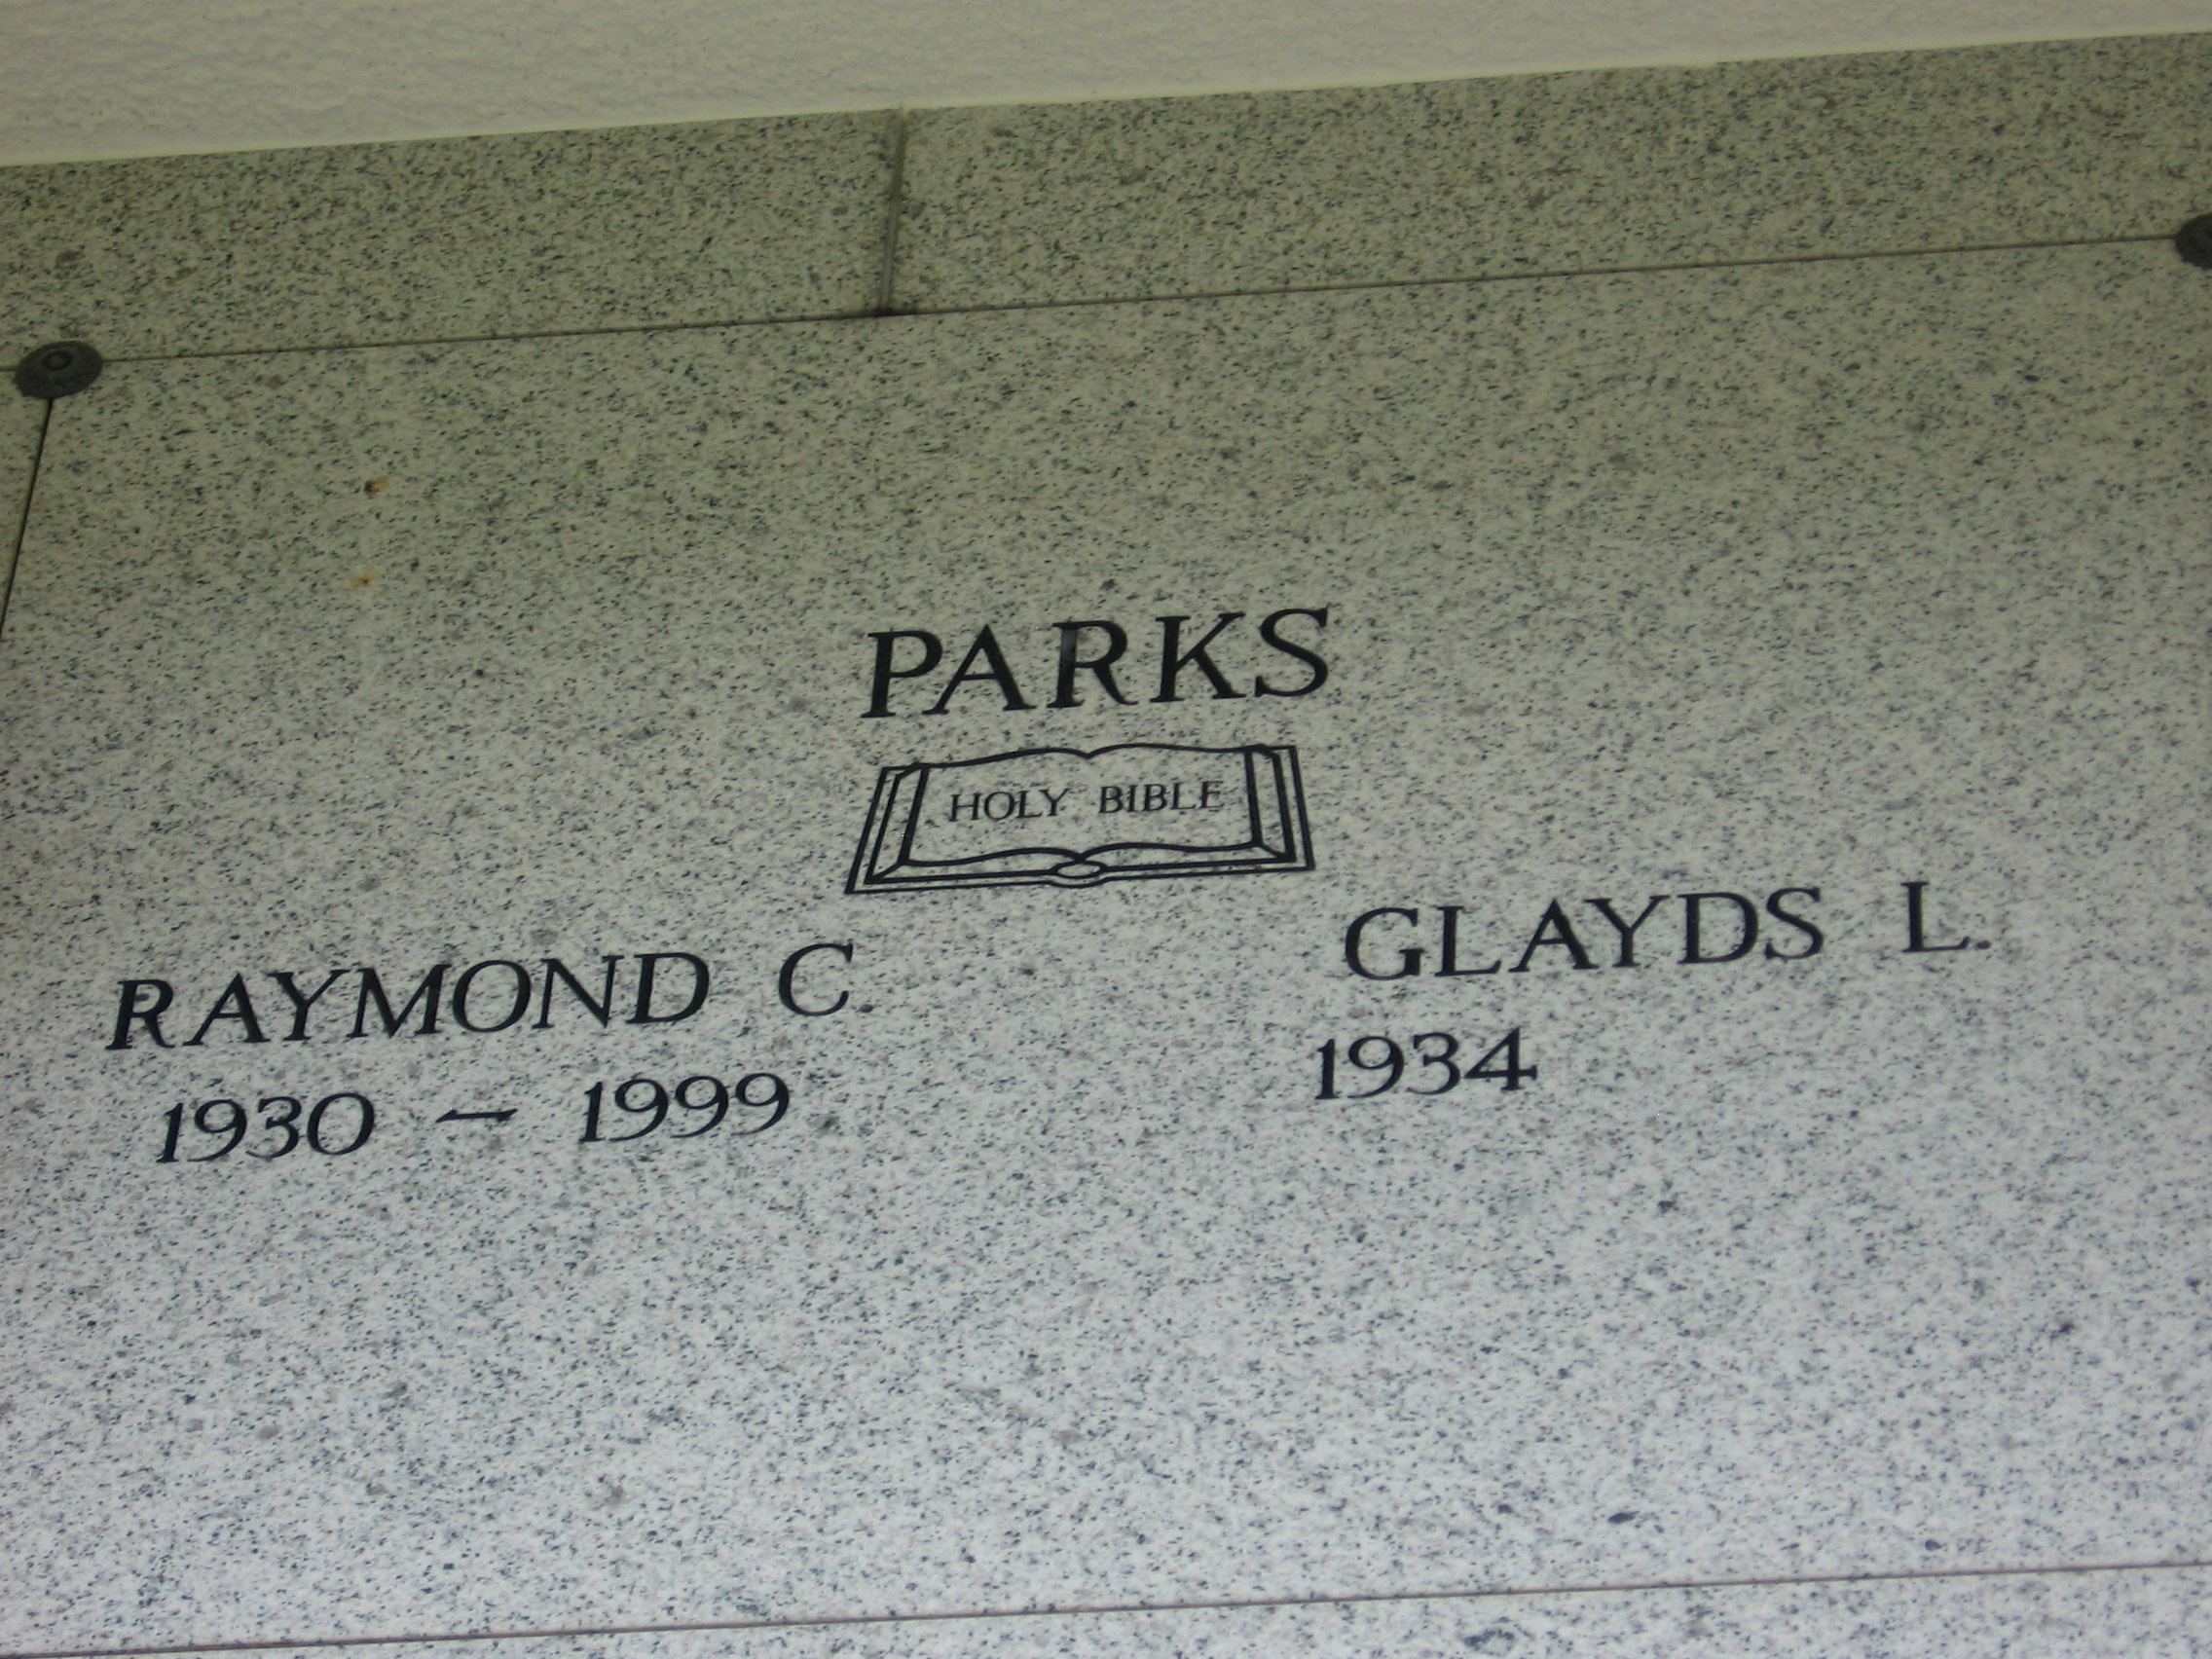 PARKS
HOLY BIBLE
RAYMOND C.
1930 - 1999
GLAYDS L.
1934